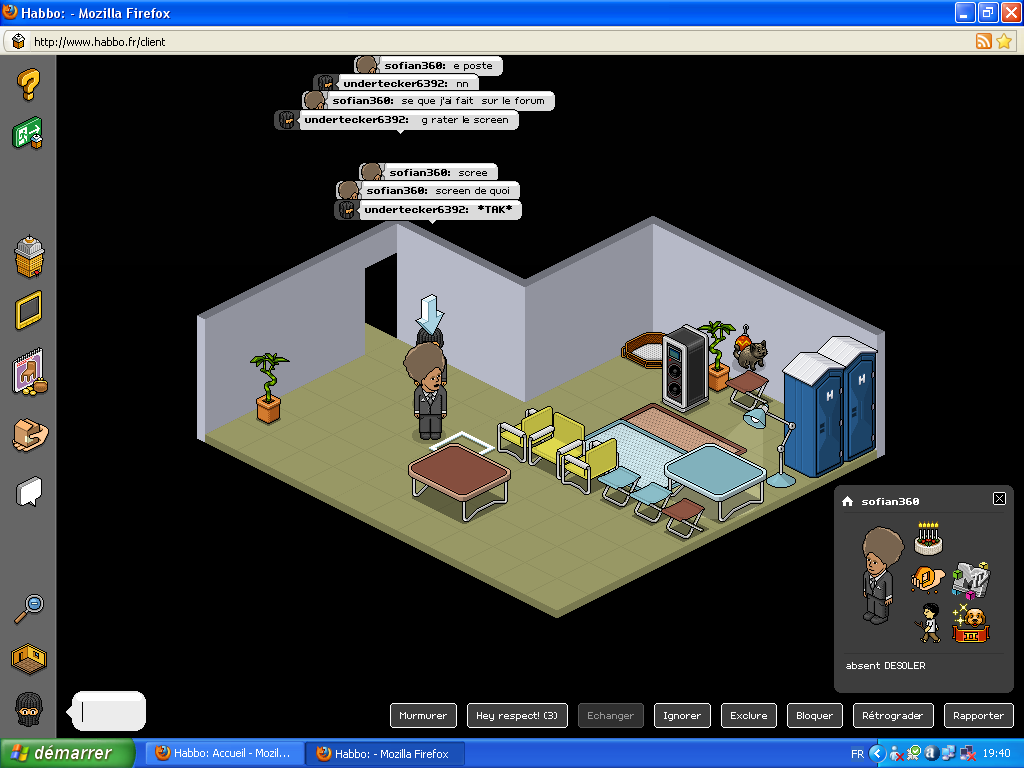 Habbo: - Mozilla Firefox
http://www.habbo.fr/client
sofian360: e poste
undertecker6392: nn
sofian360: se que j'ai fait sur le forum
undertecker6392: g rater le screen
sofian360: scree
sofian360: screen de quoi
undertecker6392: *TAK*
H
H
sofian360
absent DESOLER
Murmurer
Hey respect! (3)
Echanger
Ignorer
Exclure
Bloquer
Rétrograder
Rapporter
démarrer
Habbo: Accueil - Mozil...
Habbo: - Mozilla Firefox
FR
19:40